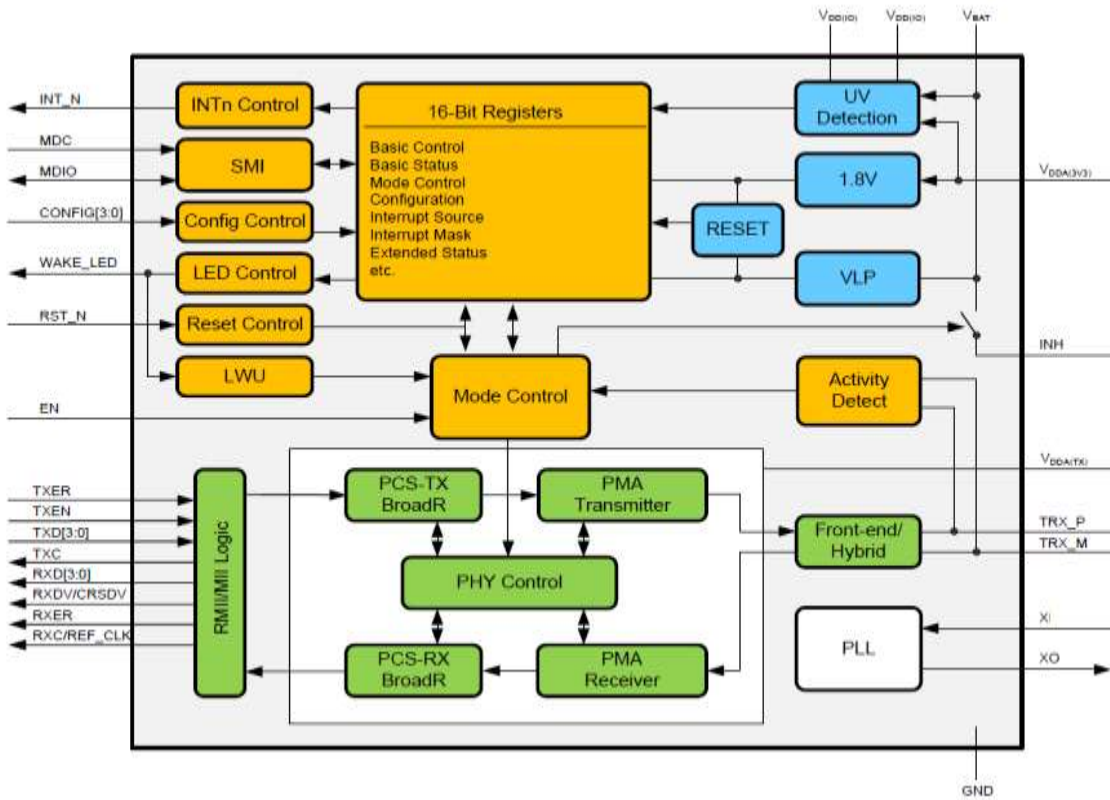 VDD(IO)
VDD(IO)
VBAT
INT_N
INTn Control
16-Bit Registers
UV
Detection
MDC
MDIO
SMI
Basic Control
Basic Status
Mode Control
Configuration
Interrupt Source
Interrupt Mask
Extended Status
etc.
1.8V
VDDA(3V3)
CONFIG[3:0]
Config Control
RESET
WAKE_LED
LED Control
VLP
RST_N
Reset Control
INH
LWU
Mode Control
Activity
Detect
EN
VDDA(TX)
TXER
TXEN
TXD[3:0]
TXC
RXD[3:0]
RXDV/CRSDV
RXER
RXC/REF_CLK
RMII/MII Logic
PCS-TX
BroadR
PMA
Transmitter
Front-end/
Hybrid
TRX_P
TRX_M
PHY Control
PCS-RX
BroadR
PMA
Receiver
PLL
XI
XO
GND